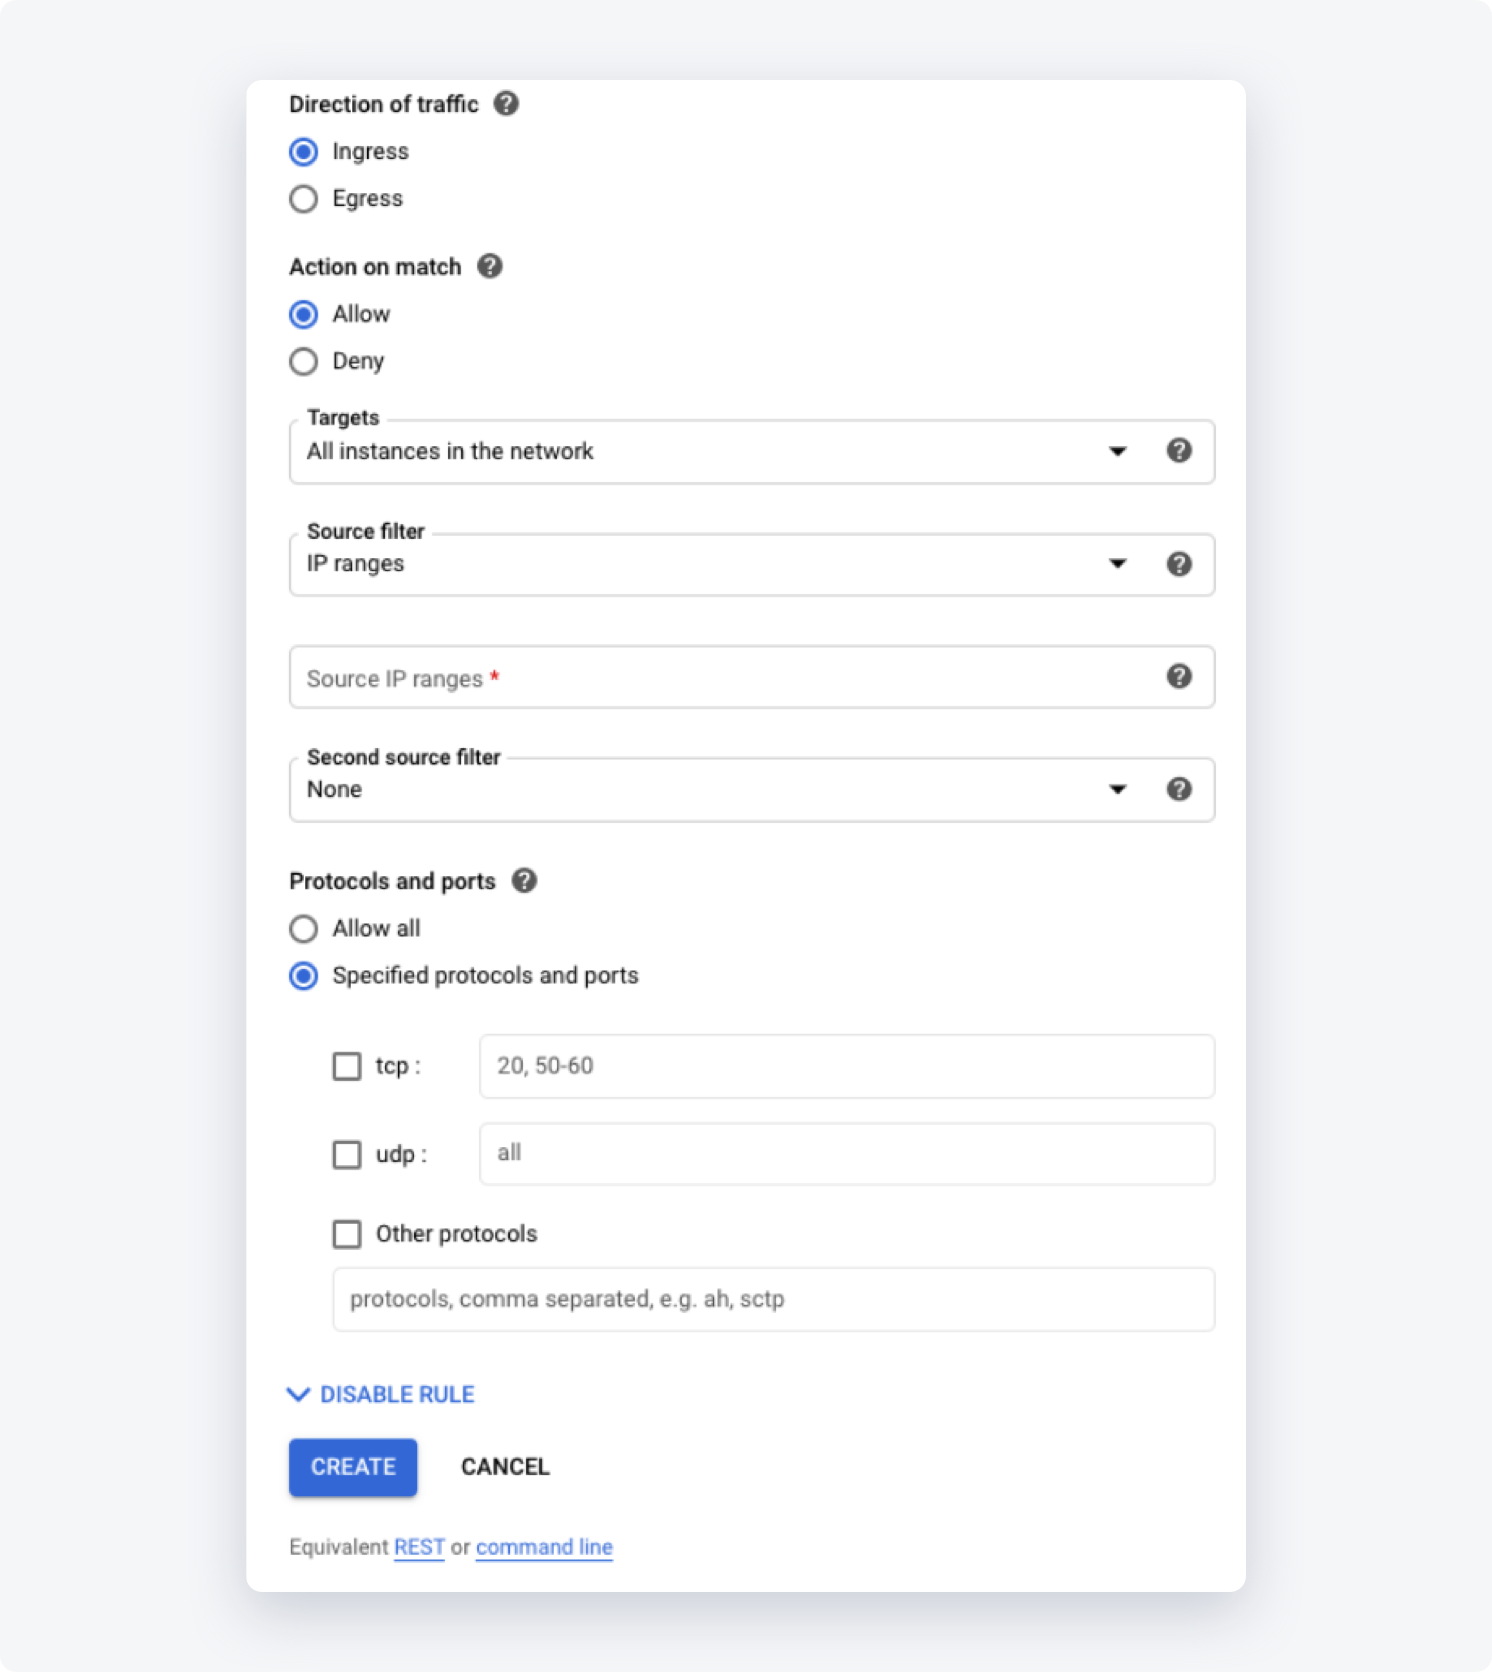 Direction of traffic ?
Ingress
Egress
Action on match ?
Allow
Deny
Targets
All instances in the network ?
Source filter
IP ranges ?
Source IP ranges * ?
Second source filter
None ?
Protocols and ports ?
Allow all
Specified protocols and ports
tcp : 20, 50-60
udp : all
Other protocols
protocols, comma separated, e.g. ah, sctp
DISABLE RULE
CREATE CANCEL
Equivalent REST or command line